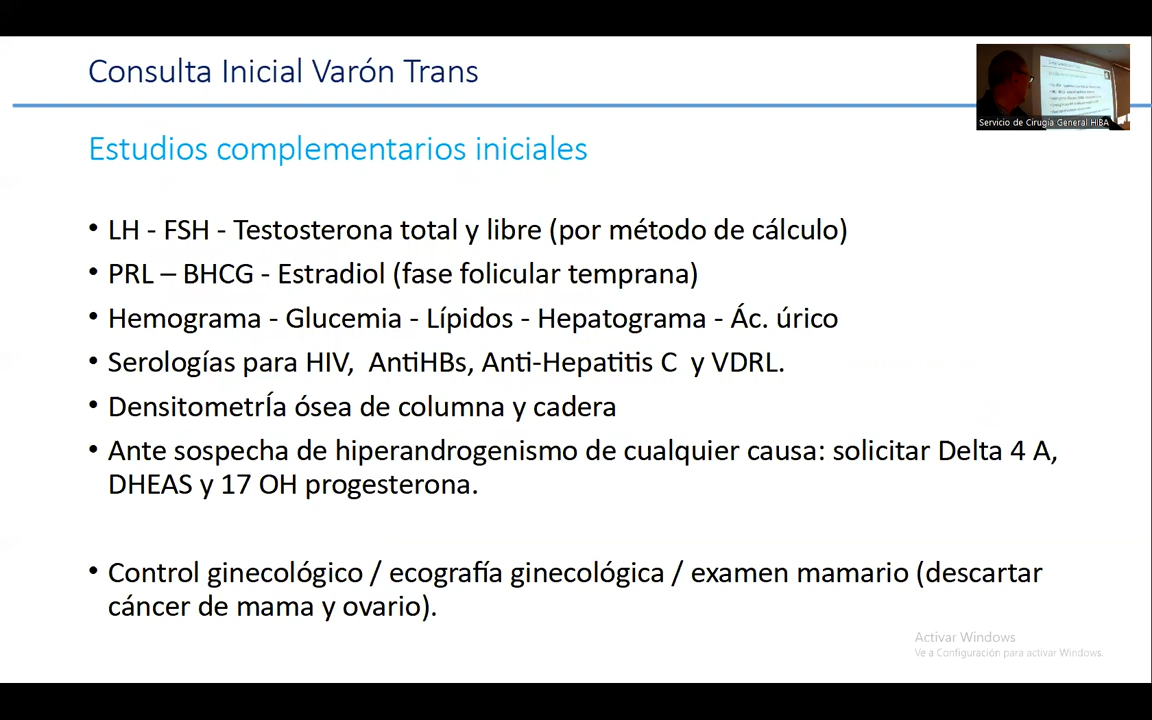 Consulta Inicial Varón Trans
Servicio de Cirugía General HIBA
Estudios complementarios iniciales
• LH - FSH - Testosterona total y libre (por método de cálculo)
• PRL – BHCG - Estradiol (fase folicular temprana)
• Hemograma - Glucemia - Lípidos - Hepatograma - Ác. úrico
• Serologías para HIV, AntiHBs, Anti-Hepatitis C y VDRL.
• DensitometrÍa ósea de columna y cadera
• Ante sospecha de hiperandrogenismo de cualquier causa: solicitar Delta 4 A,
DHEAS y 17 OH progesterona.
• Control ginecológico / ecografía ginecológica / examen mamario (descartar
cáncer de mama y ovario).
Activar Windows
Ve a Configuración para activar Windows.